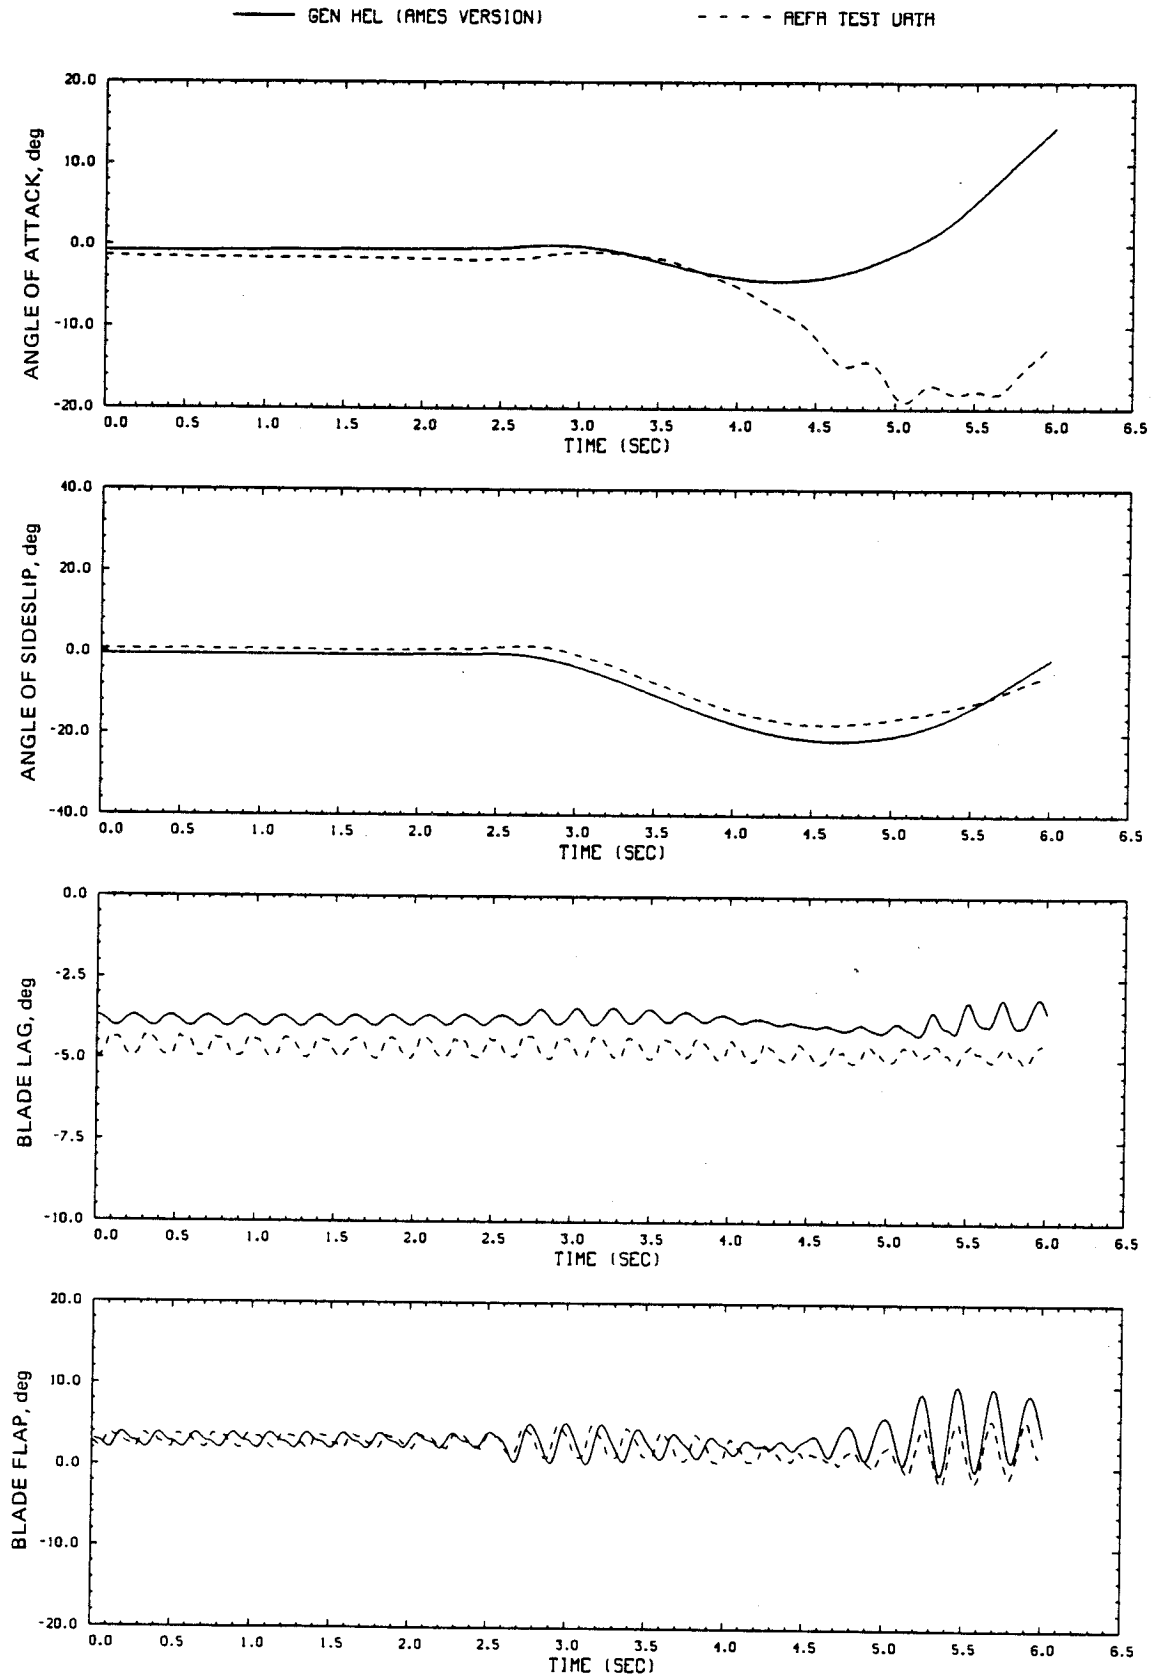 GEN HEL (AMES VERSION)
AEFA TEST DATA
ANGLE OF ATTACK, deg
20.0
10.0
0.0
-10.0
-20.0
0.0 0.5 1.0 1.5 2.0 2.5 3.0 3.5 4.0 4.5 5.0 5.5 6.0 6.5
TIME (SEC)
ANGLE OF SIDESLIP, deg
40.0
20.0
0.0
-20.0
-40.0
0.0 0.5 1.0 1.5 2.0 2.5 3.0 3.5 4.0 4.5 5.0 5.5 6.0 6.5
TIME (SEC)
BLADE LAG, deg
0.0
-2.5
-5.0
-7.5
-10.0
0.0 0.5 1.0 1.5 2.0 2.5 3.0 3.5 4.0 4.5 5.0 5.5 6.0 6.5
TIME (SEC)
BLADE FLAP, deg
20.0
10.0
0.0
-10.0
-20.0
0.0 0.5 1.0 1.5 2.0 2.5 3.0 3.5 4.0 4.5 5.0 5.5 6.0 6.5
TIME (SEC)